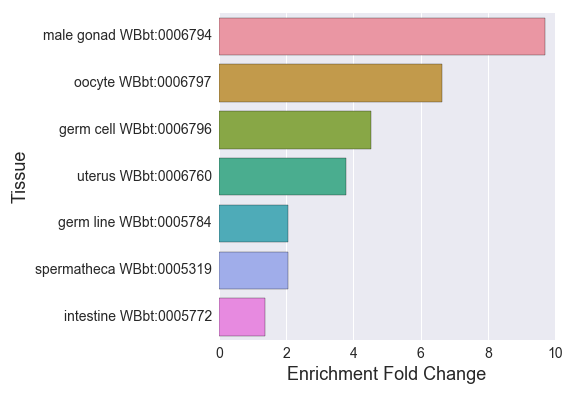 male gonad WBbt:0006794
oocyte WBbt:0006797
germ cell WBbt:0006796
uterus WBbt:0006760
germ line WBbt:0005784
spermatheca WBbt:0005319
intestine WBbt:0005772
Tissue
0 2 4 6 8 10
Enrichment Fold Change